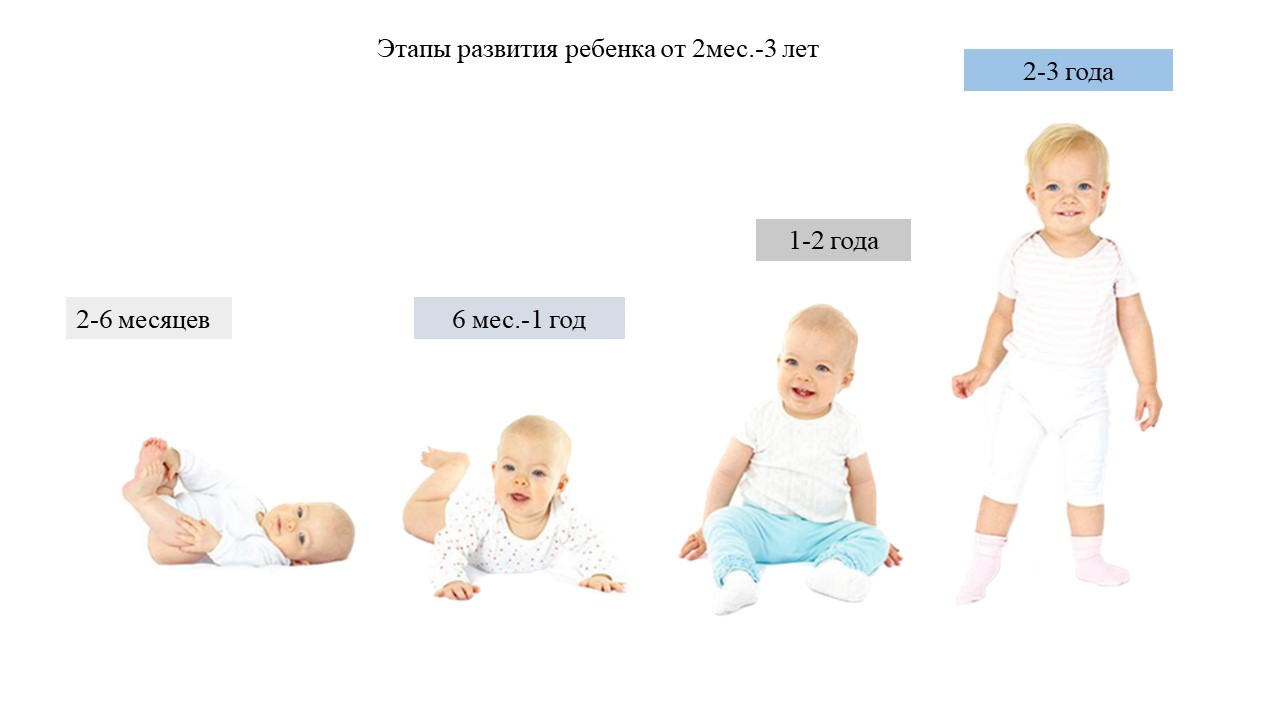 Этапы развития ребенка от 2мес.-3 лет
2-3 года
1-2 года
2-6 месяцев
6 мес.-1 год